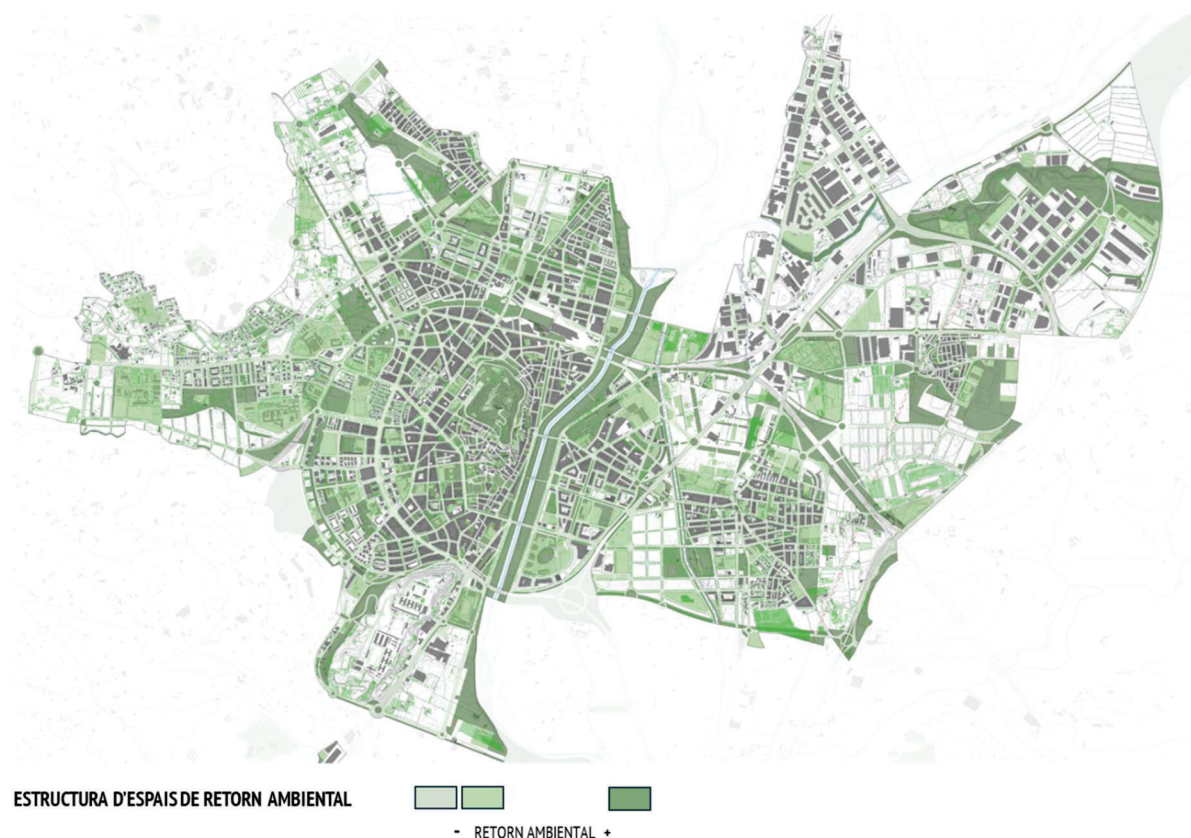 ESTRUCTURA D'ESPAIS DE RETORN AMBIENTAL
- RETORN AMBIENTAL +